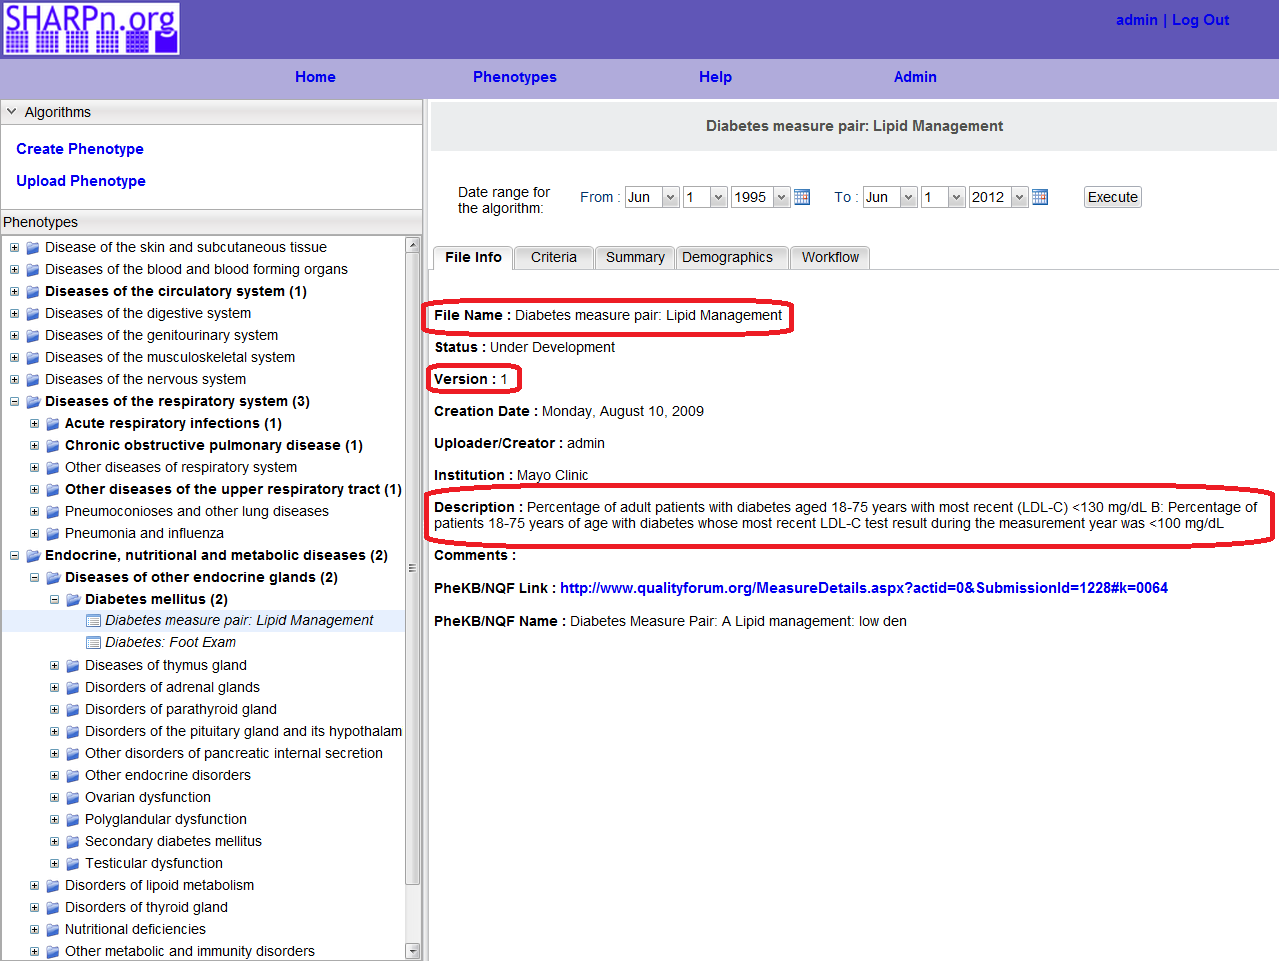 SHARPn.org
admin | Log Out
Home Phenotypes Help Admin
Algorithms
Create Phenotype
Upload Phenotype
Phenotypes
Disease of the skin and subcutaneous tissue
Diseases of the blood and blood forming organs
Diseases of the circulatory system (1)
Diseases of the digestive system
Diseases of the genitourinary system
Diseases of the musculoskeletal system
Diseases of the nervous system
Diseases of the respiratory system (3)
Acute respiratory infections (1)
Chronic obstructive pulmonary disease (1)
Other diseases of respiratory system
Other diseases of the upper respiratory tract (1)
Pneumoconioses and other lung diseases
Pneumonia and influenza
Endocrine, nutritional and metabolic diseases (2)
Diseases of other endocrine glands (2)
Diabetes mellitus (2)
Diabetes measure pair: Lipid Management
Diabetes: Foot Exam
Diseases of thymus gland
Disorders of adrenal glands
Disorders of parathyroid gland
Disorders of the pituitary gland and its hypothalam
Other disorders of pancreatic internal secretion
Other endocrine disorders
Ovarian dysfunction
Polyglandular dysfunction
Secondary diabetes mellitus
Testicular dysfunction
Disorders of lipoid metabolism
Disorders of thyroid gland
Nutritional deficiencies
Other metabolic and immunity disorders
Diabetes measure pair: Lipid Management
Date range for
the algorithm:
From : Jun 1 1995 To : Jun 1 2012 Execute
File Info Criteria Summary Demographics Workflow
File Name : Diabetes measure pair: Lipid Management
Status : Under Development
Version : 1
Creation Date : Monday, August 10, 2009
Uploader/Creator : admin
Institution : Mayo Clinic
Description : Percentage of adult patients with diabetes aged 18-75 years with most recent (LDL-C) <130 mg/dL B: Percentage of
patients 18-75 years of age with diabetes whose most recent LDL-C test result during the measurement year was <100 mg/dL
Comments :
PheKB/NQF Link : http://www.qualityforum.org/MeasureDetails.aspx?actid=0&SubmissionId=1228#k=0064
PheKB/NQF Name : Diabetes Measure Pair: A Lipid management: low den